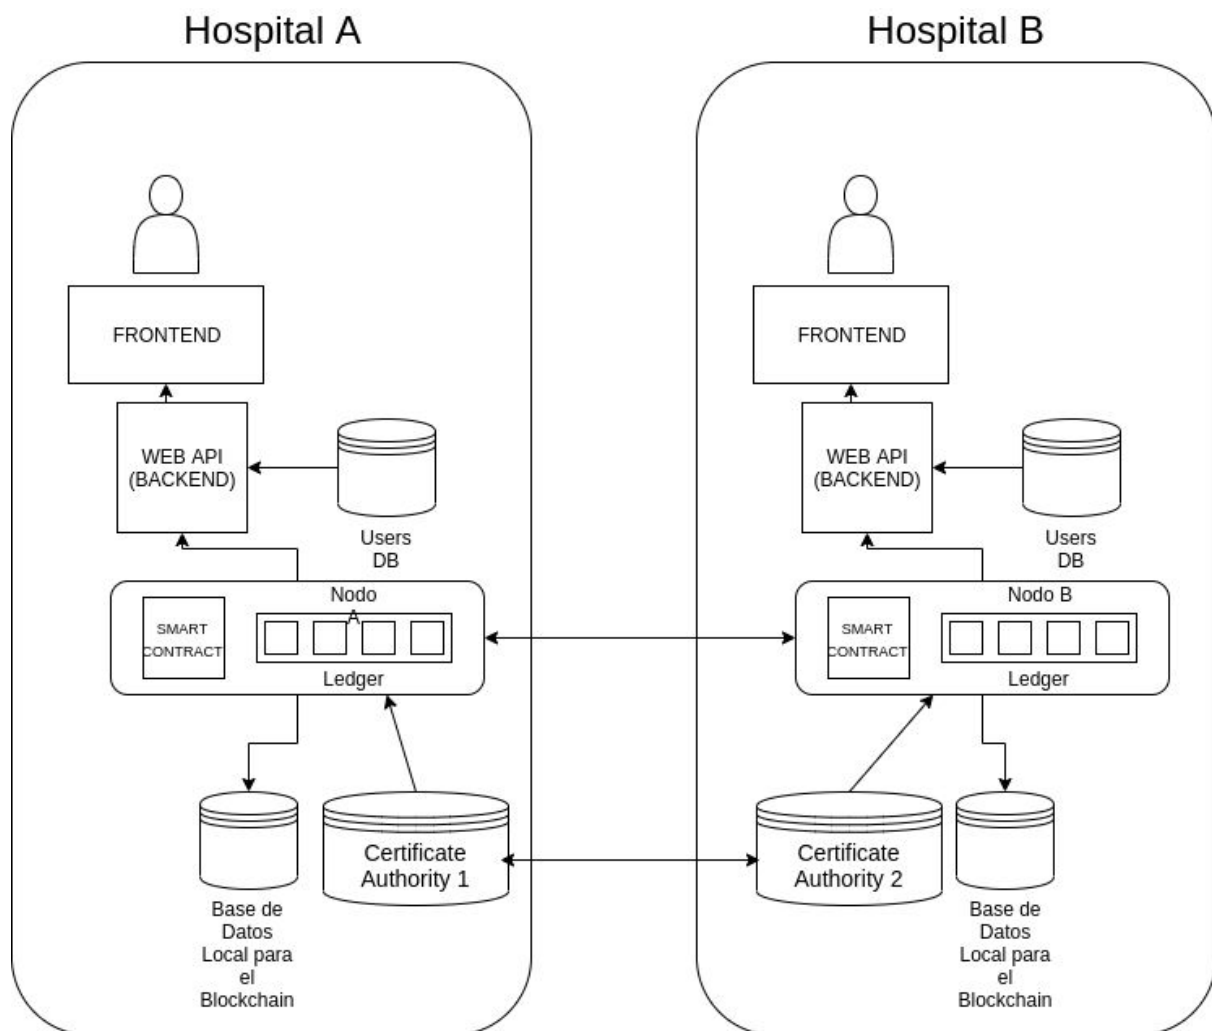 Hospital A
Hospital B
FRONTEND
FRONTEND
WEB API
(BACKEND)
WEB API
(BACKEND)
Users
DB
Users
DB
Nodo
A
SMART
CONTRACT
Ledger
Nodo B
SMART
CONTRACT
Ledger
Certificate
Authority 1
Certificate
Authority 2
Base de
Datos
Local para
el
Blockchain
Base de
Datos
Local para
el
Blockchain